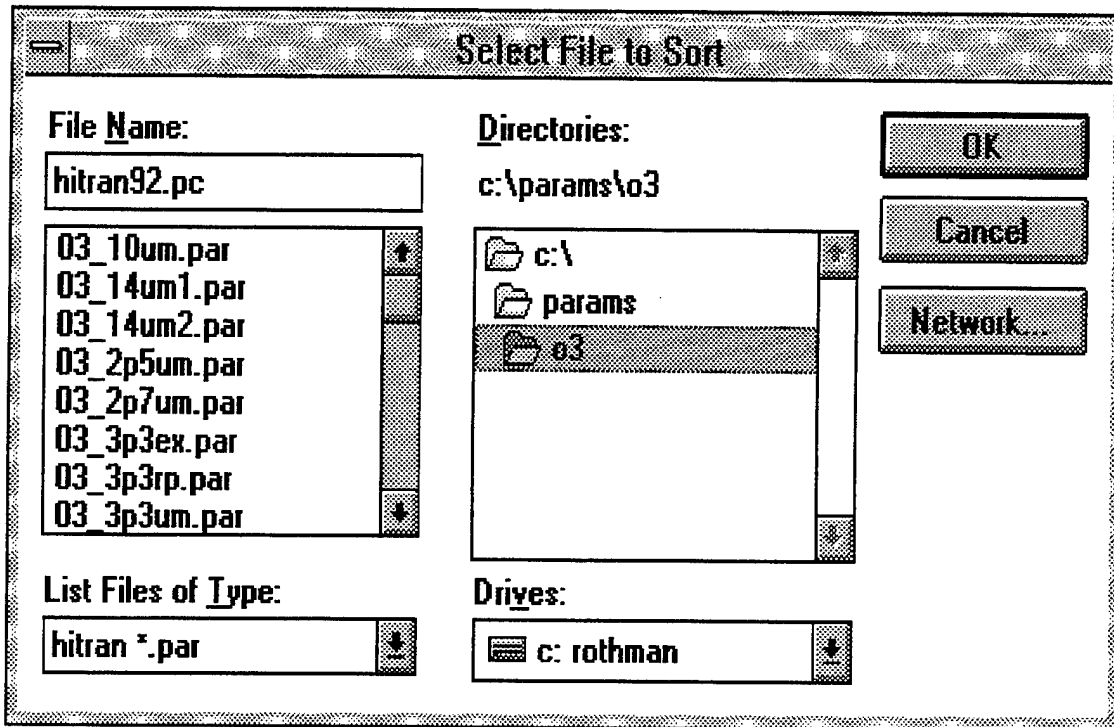 Select File to Sort
File Name:
hitran92.pc
03_10um.par
03_14um1.par
03_14um2.par
03_2p5um.par
03_2p7um.par
03_3p3ex.par
03_3p3rp.par
03_3p3um.par
List Files of Type:
hitran *.par
Directories:
c:\params\o3
c:\
params
o3
Drives:
c: rothman
OK
Cancel
Network...